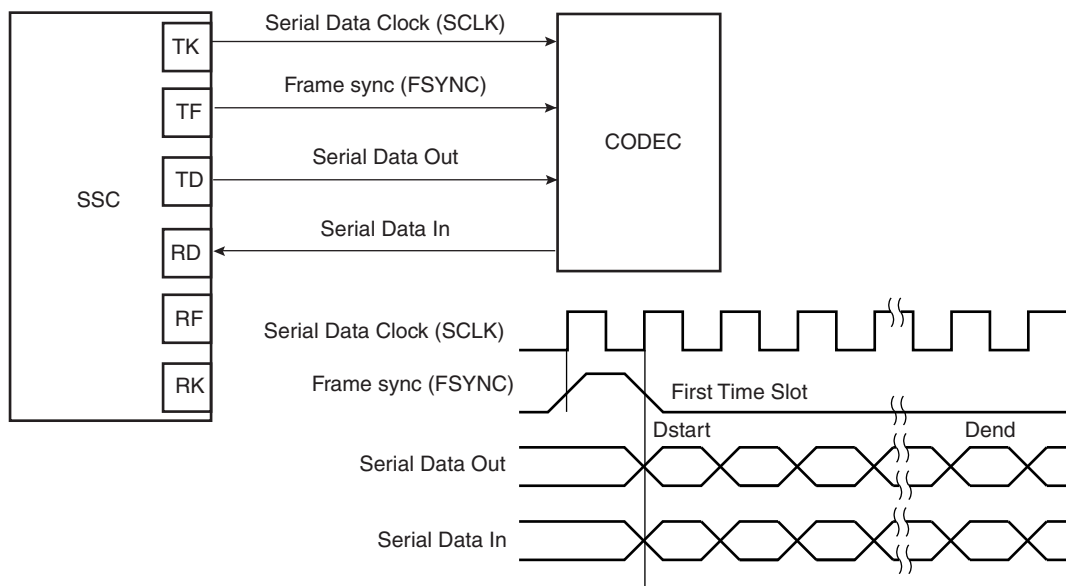 Serial Data Clock (SCLK)
TK
Frame sync (FSYNC)
TF
CODEC
Serial Data Out
TD
SSC
Serial Data In
RD
RF
Serial Data Clock (SCLK)
RK
Frame sync (FSYNC)
First Time Slot
Dstart
Dend
Serial Data Out
Serial Data In